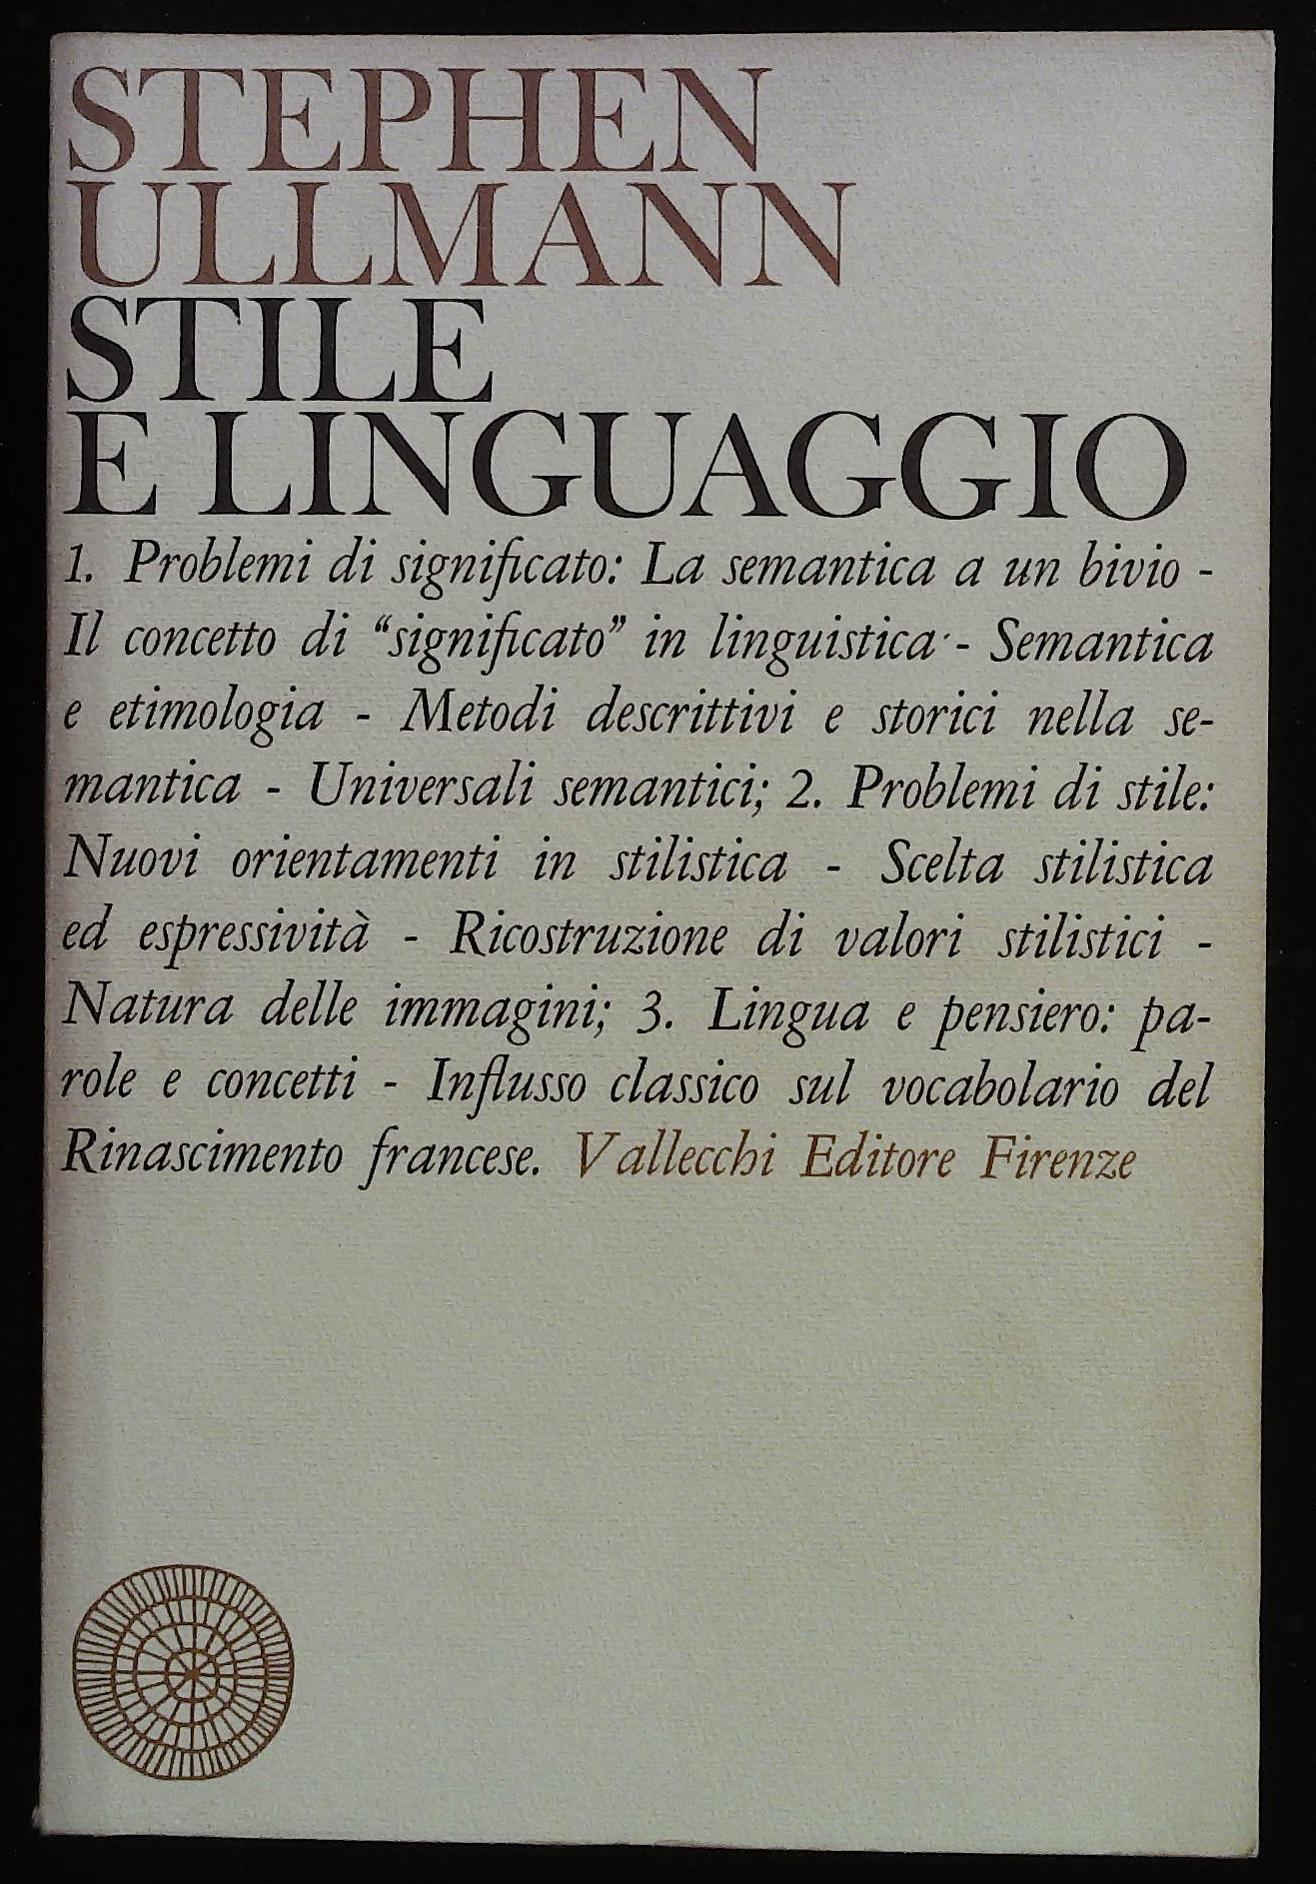 STEPHEN
ULLMANN
STILE
E LINGUAGGIO
1. Problemi di significato: La semantica a un bivio -
Il concetto di “significato” in linguistica - Semantica
e etimologia - Metodi descrittivi e storici nella se-
mantica - Universali semantici; 2. Problemi di stile:
Nuovi orientamenti in stilistica - Scelta stilistica
ed espressività - Ricostruzione di valori stilistici -
Natura delle immagini; 3. Lingua e pensiero: pa-
role e concetti - Influsso classico sul vocabolario del
Rinascimento francese. Vallecchi Editore Firenze